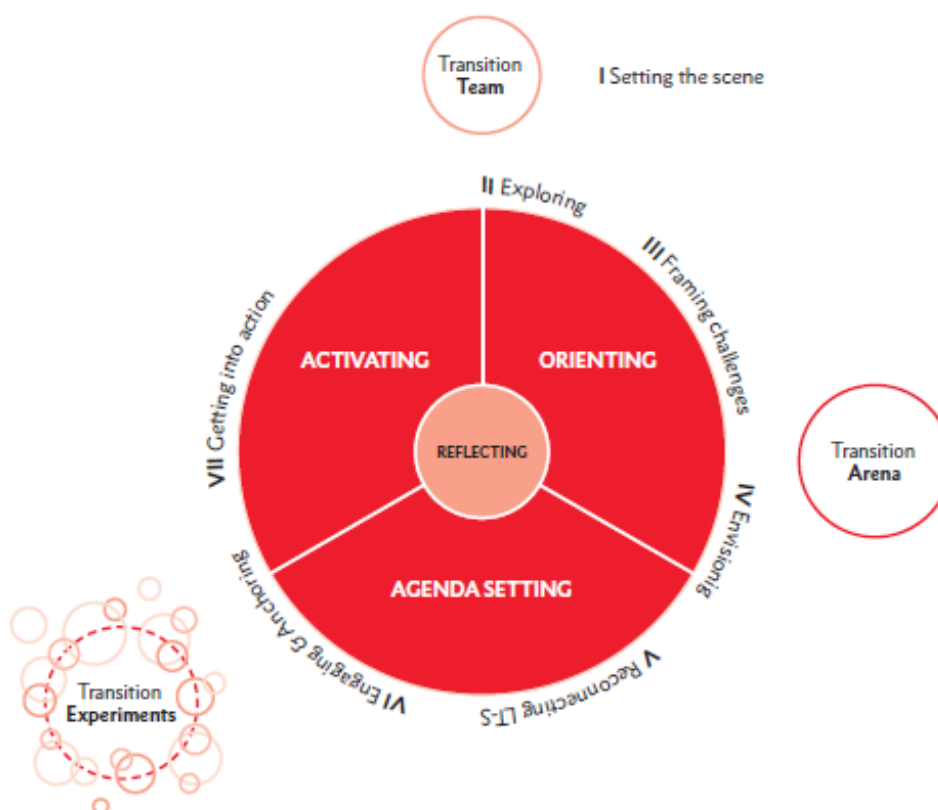 Transition
Team
I Setting the scene
II Exploring
III Framing challenges
ACTIVATING
ORIENTING
VII Getting into action
REFLECTING
Transition
Arena
IV Envisionig
AGENDA SETTING
VI Engaging & Anchoring
V Reconnecting LT-S
Transition
Experiments